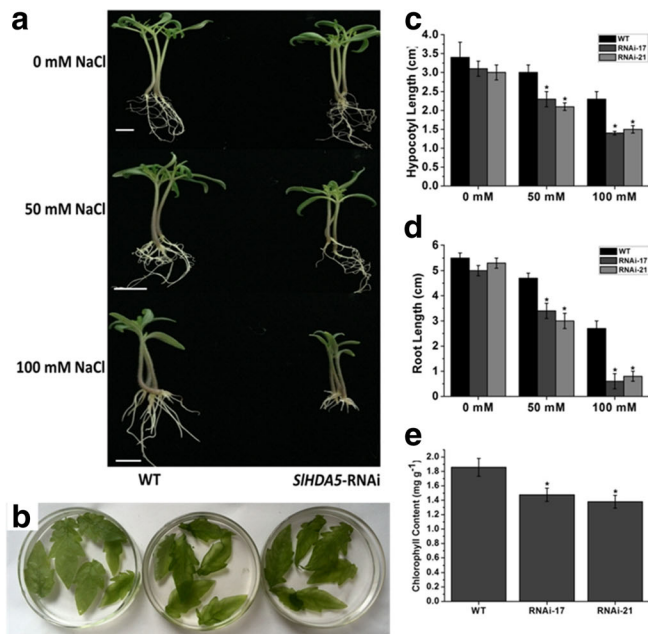 a
0 mM NaCl
50 mM NaCl
100 mM NaCl
WT SlHDA5-RNAi
b
c
Hypocotyl Length (cm)
4.0
3.5
3.0
2.5
2.0
1.5
1.0
0.5
0.0
WT
RNAi-17
RNAi-21
* * * *
0 mM 50 mM 100 mM
d
Root Length (cm)
6
5
4
3
2
1
0
WT
RNAi-17
RNAi-21
* * * *
0 mM 50 mM 100 mM
e
Chlorophyll Content (mg g-1)
2.0
1.8
1.6
1.4
1.2
1.0
0.8
0.6
0.4
0.2
0.0
* *
WT RNAi-17 RNAi-21